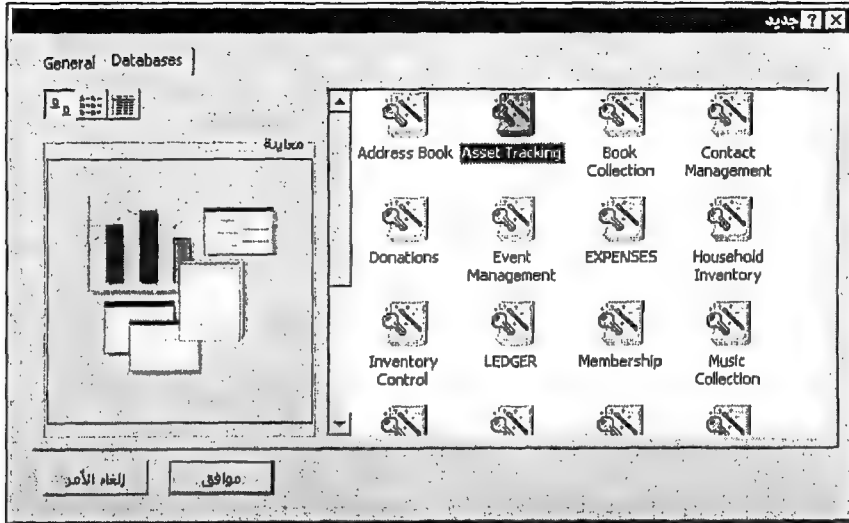 جديد
General Databases
معاينة
Address Book Asset Tracking Book Collection Contact Management
Donations Event Management EXPENSES Household Inventory
Inventory Control LEDGER Membership Music Collection
إلغاء الأمر موافق